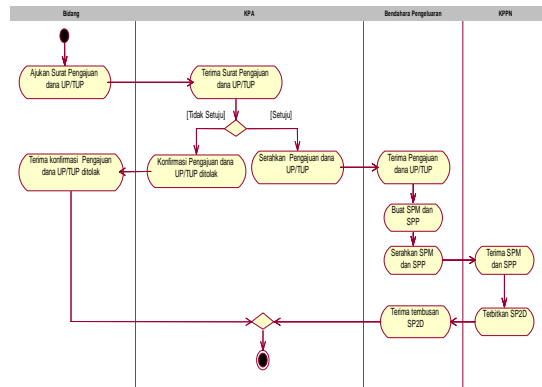 Bidang
KPA
Bendahara Pengeluaran
KPPN
Ajukan Surat Pengajuan
dana UP/TUP
Terima Surat Pengajuan
dana UP/TUP
[Tidak Setuju]
[Setuju]
Terima konfirmasi Pengajuan
dana UP/TUP ditolak
Konfirmasi Pengajuan dana
UP/TUP ditolak
Serahkan Pengajuan dana
UP/TUP
Terima Pengajuan
dana UP/TUP
Buat SPM dan
SPP
Serahkan SPM
dan SPP
Terima SPM
dan SPP
Terima tembusan
SP2D
Terbitkan SP2D